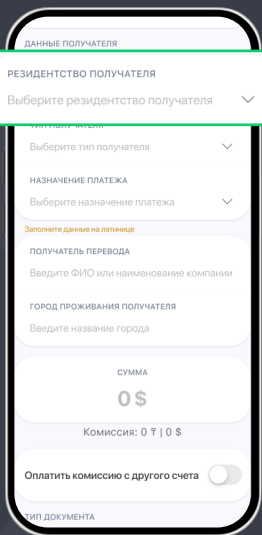 ДАННЫЕ ПОЛУЧАТЕЛЯ
РЕЗИДЕНТСТВО ПОЛУЧАТЕЛЯ
Выберите резидентство получателя
ТИП ПОЛУЧАТЕЛЯ
Выберите тип получателя
НАЗНАЧЕНИЕ ПЛАТЕЖА
Выберите назначение платежа
Заполните данные на латинице
ПОЛУЧАТЕЛЬ ПЕРЕВОДА
Введите ФИО или наименование компании
ГОРОД ПРОЖИВАНИЯ ПОЛУЧАТЕЛЯ
Введите название города
СУММА
0 $
Комиссия: 0 ₸ | 0 $
Оплатить комиссию с другого счета
ТИП ДОКУМЕНТА